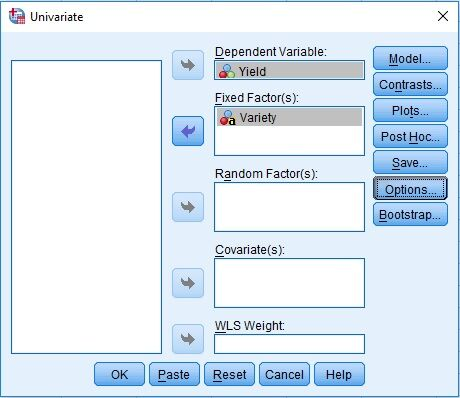 Univariate
Dependent Variable:
Yield
Fixed Factor(s):
a Variety
Random Factor(s):
Covariate(s):
WLS Weight:
Model...
Contrasts...
Plots...
Post Hoc...
Save...
Options...
Bootstrap...
OK Paste Reset Cancel Help